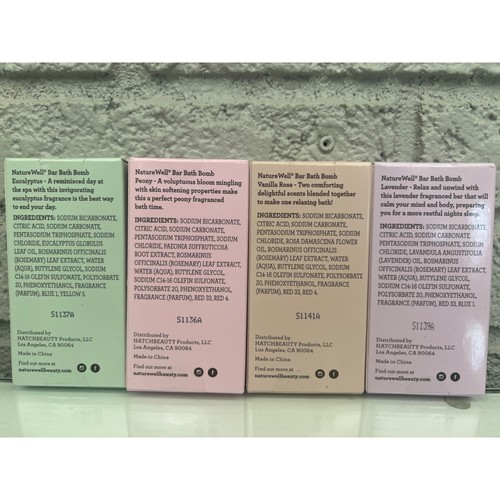 NatureWell® Bar Bath Bomb
Eucalyptus - A reminisced day at
the spa with this invigorating
eucalyptus fragrance is the best way
to end your day.
INGREDIENTS: SODIUM BICARBONATE,
CITRIC ACID, SODIUM CARBONATE,
PENTASODIUM TRIPHOSPHATE, SODIUM
CHLORIDE, EUCALYPTUS GLOBULUS
LEAF OIL, ROSMARINUS OFFICINALIS
(ROSEMARY) LEAF EXTRACT, WATER
(AQUA), BUTYLENE GLYCOL, SODIUM
C14-16 OLEFIN SULFONATE, POLYSORBATE
20, PHENOXYETHANOL, FRAGRANCE
(PARFUM), BLUE 1, YELLOW 5.
51137A
Distributed by
HATCHBEAUTY Products, LLC
Los Angeles, CA 90064
Made in China
Find out more at
naturewellbeauty.com
NatureWell® Bar Bath Bomb
Peony - A voluptuous bloom mingling
with skin softening properties make
this a perfect peony fragranced
bath time.
INGREDIENTS: SODIUM BICARBONATE,
CITRIC ACID, SODIUM CARBONATE,
PENTASODIUM TRIPHOSPHATE, SODIUM
CHLORIDE, PAEONIA SUFFRUTICOSA
ROOT EXTRACT, ROSMARINUS
OFFICINALIS (ROSEMARY) LEAF EXTRACT,
WATER (AQUA), BUTYLENE GLYCOL,
SODIUM C14-16 OLEFIN SULFONATE,
POLYSORBATE 20, PHENOXYETHANOL,
FRAGRANCE (PARFUM), RED 33, RED 4.
51136A
Distributed by
HATCHBEAUTY Products, LLC
Los Angeles, CA 90064
Made in China
Find out more at
naturewellbeauty.com
NatureWell® Bar Bath Bomb
Vanilla Rose - Two comforting
delightful scents blended together
to make one relaxing bath!
INGREDIENTS: SODIUM BICARBONATE,
CITRIC ACID, SODIUM CARBONATE,
PENTASODIUM TRIPHOSPHATE, SODIUM
CHLORIDE, ROSA DAMASCENA FLOWER
OIL, ROSMARINUS OFFICINALIS
(ROSEMARY) LEAF EXTRACT, WATER
(AQUA), BUTYLENE GLYCOL, SODIUM
C14-16 OLEFIN SULFONATE, POLYSORBATE
20, PHENOXYETHANOL, FRAGRANCE
(PARFUM), RED 33, RED 4.
51141A
Distributed by
HATCHBEAUTY Products, LLC
Los Angeles, CA 90064
Made in China
Find out more at
naturewellbeauty.com
NatureWell® Bar Bath Bomb
Lavender - Relax and unwind with
this lavender fragranced bar that will
calm your mind and body, preparing
you for a more restful nights sleep.
INGREDIENTS: SODIUM BICARBONATE,
CITRIC ACID, SODIUM CARBONATE,
PENTASODIUM TRIPHOSPHATE, SODIUM
CHLORIDE, LAVANDULA ANGUSTIFOLIA
(LAVENDER) OIL, ROSMARINUS
OFFICINALIS (ROSEMARY) LEAF EXTRACT,
WATER (AQUA), BUTYLENE GLYCOL,
SODIUM C14-16 OLEFIN SULFONATE,
POLYSORBATE 20, PHENOXYETHANOL,
FRAGRANCE (PARFUM), RED 33, BLUE 1.
51139A
Distributed by
HATCHBEAUTY Products, LLC
Los Angeles, CA 90064
Made in China
Find out more at
naturewellbeauty.com